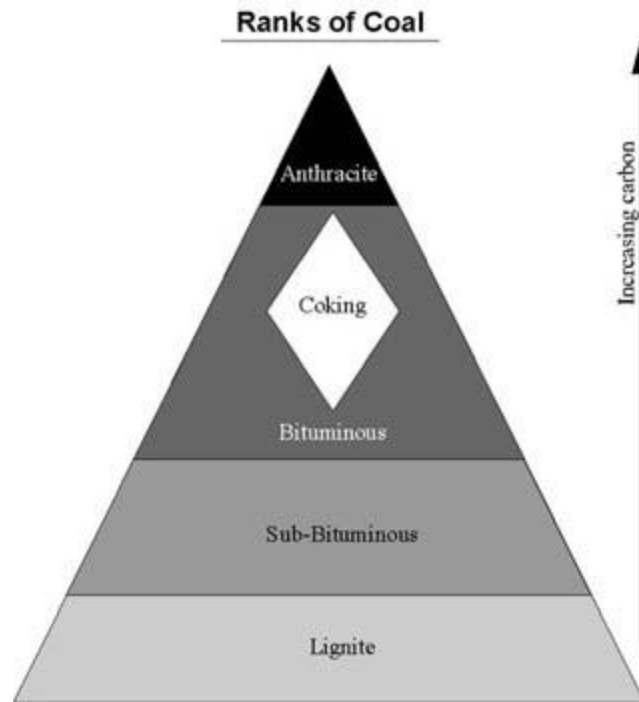 Ranks of Coal
Anthracite
Increasing carbon
Coking
Bituminous
Sub-Bituminous
Lignite